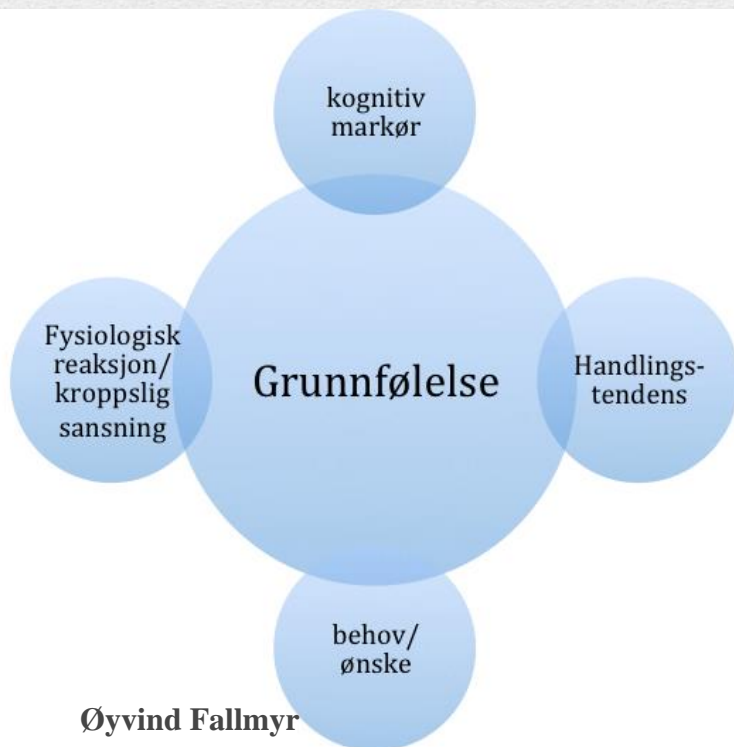 kognitiv
markør
Fysiologisk
reaksjon/
kroppslig
sansning
Grunnfølelse
Handlings-
tendens
behov/
ønske
Øyvind Fallmyr